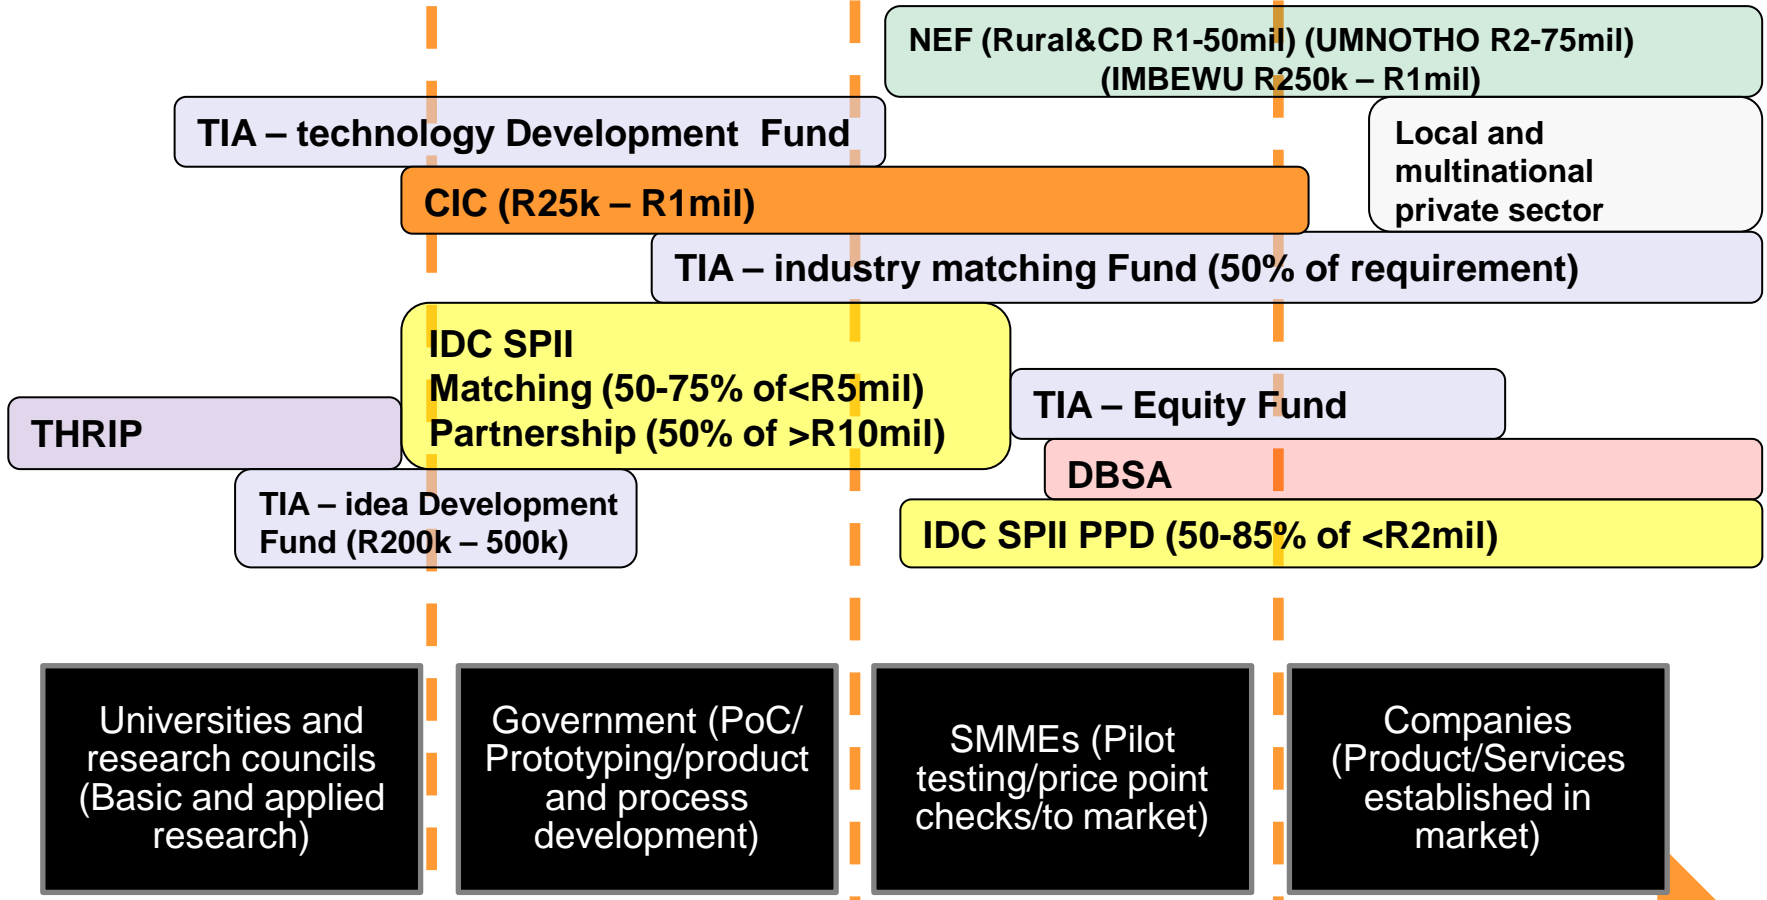 NEF (Rural&CD R1-50mil) (UMNOTHO R2-75mil)
(IMBEWU R250k – R1mil)
TIA – technology Development Fund
Local and
multinational
private sector
CIC (R25k – R1mil)
TIA – industry matching Fund (50% of requirement)
IDC SPII
Matching (50-75% of<R5mil)
Partnership (50% of >R10mil)
TIA – Equity Fund
THRIP
DBSA
TIA – idea Development
Fund (R200k – 500k)
IDC SPII PPD (50-85% of <R2mil)
Universities and
research councils
(Basic and applied
research)
Government (PoC/
Prototyping/product
and process
development)
SMMEs (Pilot
testing/price point
checks/to market)
Companies
(Product/Services
established in
market)